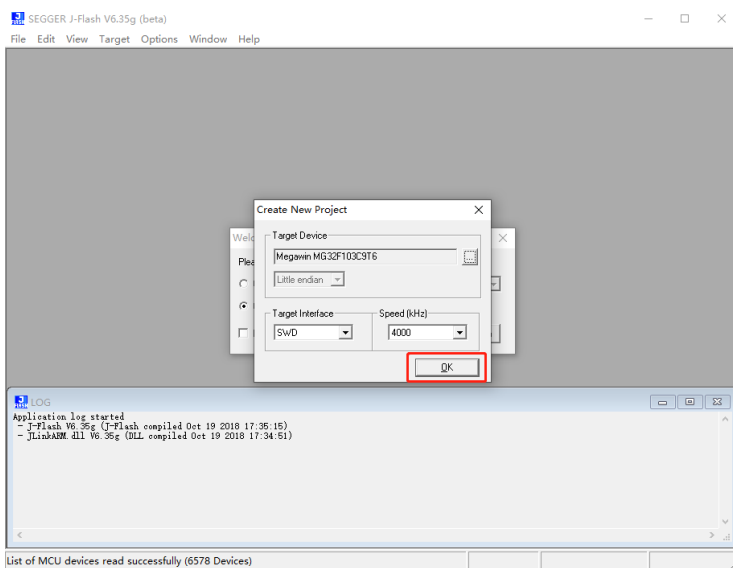 SEGGER J-Flash V6.35g (beta)
File Edit View Target Options Window Help
Create New Project
Target Device
Megawin MG32F103C9T6
...
Little endian
Target Interface
Speed (kHz)
SWD
4000
OK
LOG
Application log started
- J-Flash V6.35g (J-Flash compiled Oct 19 2018 17:35:15)
- JLinkARM.dll V6.35g (DLL compiled Oct 19 2018 17:34:51)
List of MCU devices read successfully (6578 Devices)